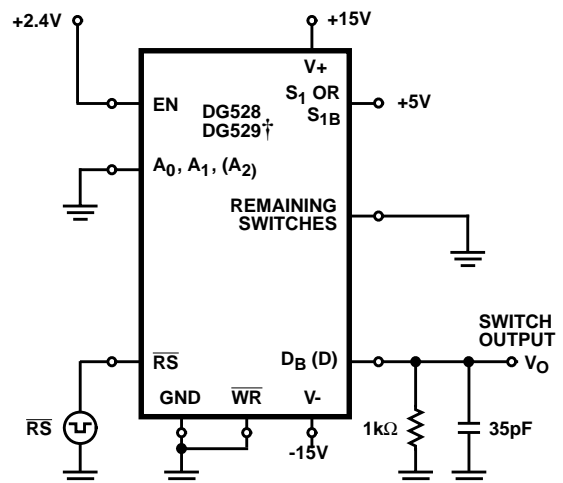 +2.4V
+15V
V+
EN
S1 OR
S1B
+5V
DG528
DG529†
A0, A1, (A2)
REMAINING
SWITCHES
SWITCH
OUTPUT
RS
DB (D)
VO
GND
WR
V-
RS
-15V
1kΩ
35pF